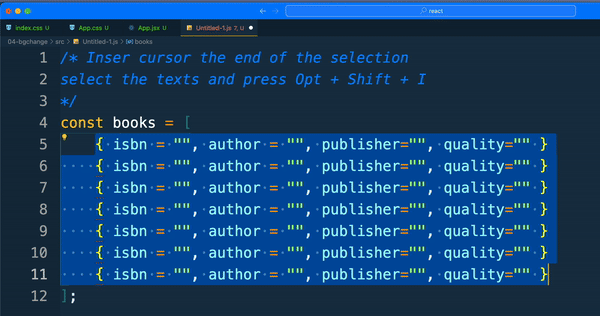 react
index.css U
App.css U
App.jsx U
Untitled-1.js 7, U
04-bgchange > src > Untitled-1.js > books
1 /* Inser cursor the end of the selection
2 select the texts and press Opt + Shift + I
3 */
4 const books = [
5 { isbn = "", author = "", publisher="", quality="" }
6 { isbn = "", author = "", publisher="", quality="" }
7 { isbn = "", author = "", publisher="", quality="" }
8 { isbn = "", author = "", publisher="", quality="" }
9 { isbn = "", author = "", publisher="", quality="" }
10 { isbn = "", author = "", publisher="", quality="" }
11 { isbn = "", author = "", publisher="", quality="" }
12 ];